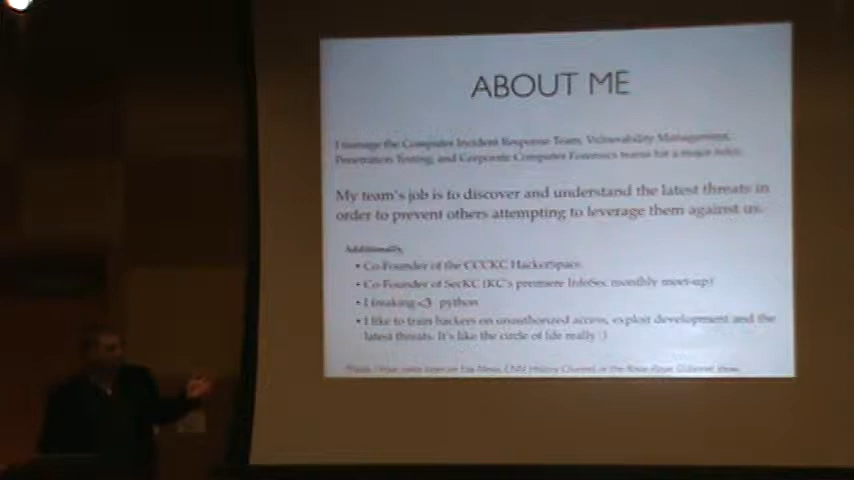 ABOUT ME
I manage the Computer Incident Response Team, Vulnerability Management,
Penetration Testing, and Corporate Computer Forensics teams for a major
My team's job is to discover and understand the latest threats in
order to prevent others attempting to leverage them against us.
Additionally,
• Co-Founder of the CCCKC HackerSpace
• Co-Founder of SecKC (KC's premiere InfoSec monthly meet-up)
• I freaking <3 python
• I like to train hackers on unauthorized access, exploit development and the
latest threats. It's like the circle of life really :)